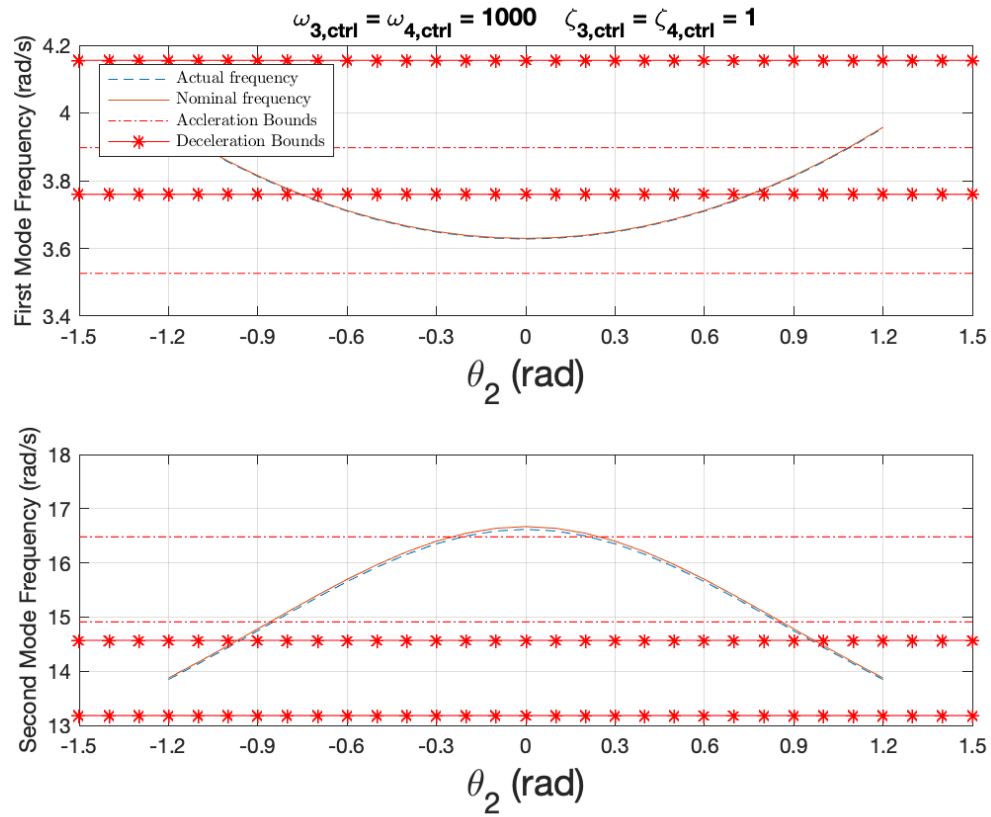 ω3,ctrl = ω4,ctrl = 1000 ζ3,ctrl = ζ4,ctrl = 1
First Mode Frequency (rad/s)
4.2
4
3.8
3.6
3.4
Actual frequency
Nominal frequency
Accleration Bounds
Deceleration Bounds
-1.5 -1.2 -0.9 -0.6 -0.3 0 0.3 0.6 0.9 1.2 1.5
θ2 (rad)
Second Mode Frequency (rad/s)
18
17
16
15
14
13
-1.5 -1.2 -0.9 -0.6 -0.3 0 0.3 0.6 0.9 1.2 1.5
θ2 (rad)